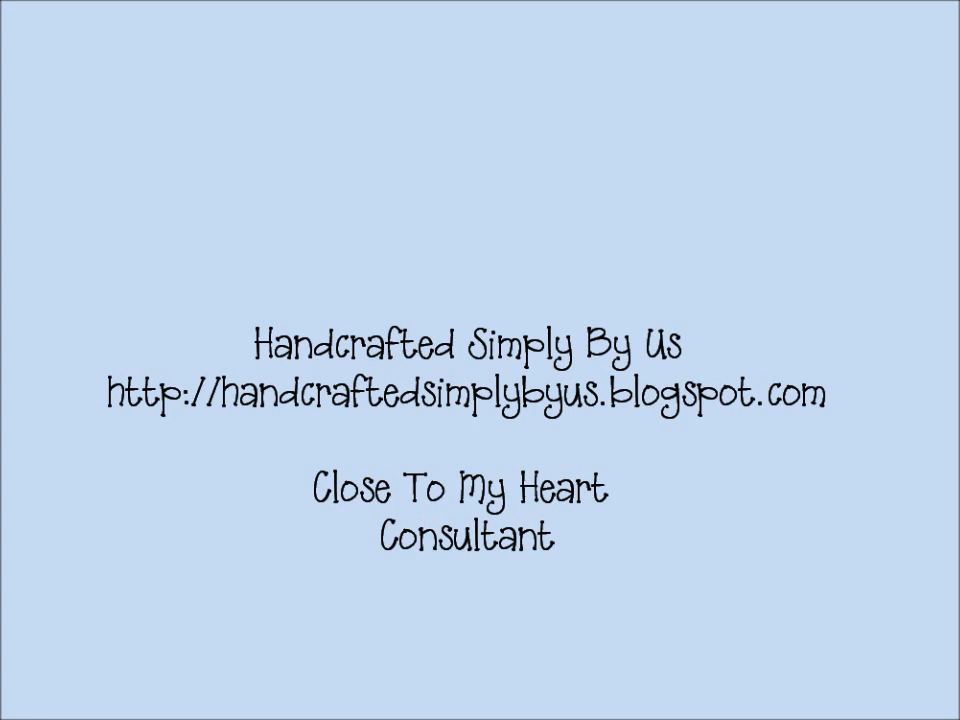 Handcrafted Simply By Us
http://handcraftedsimplybyus.blogspot.com
Close To My Heart
Consultant